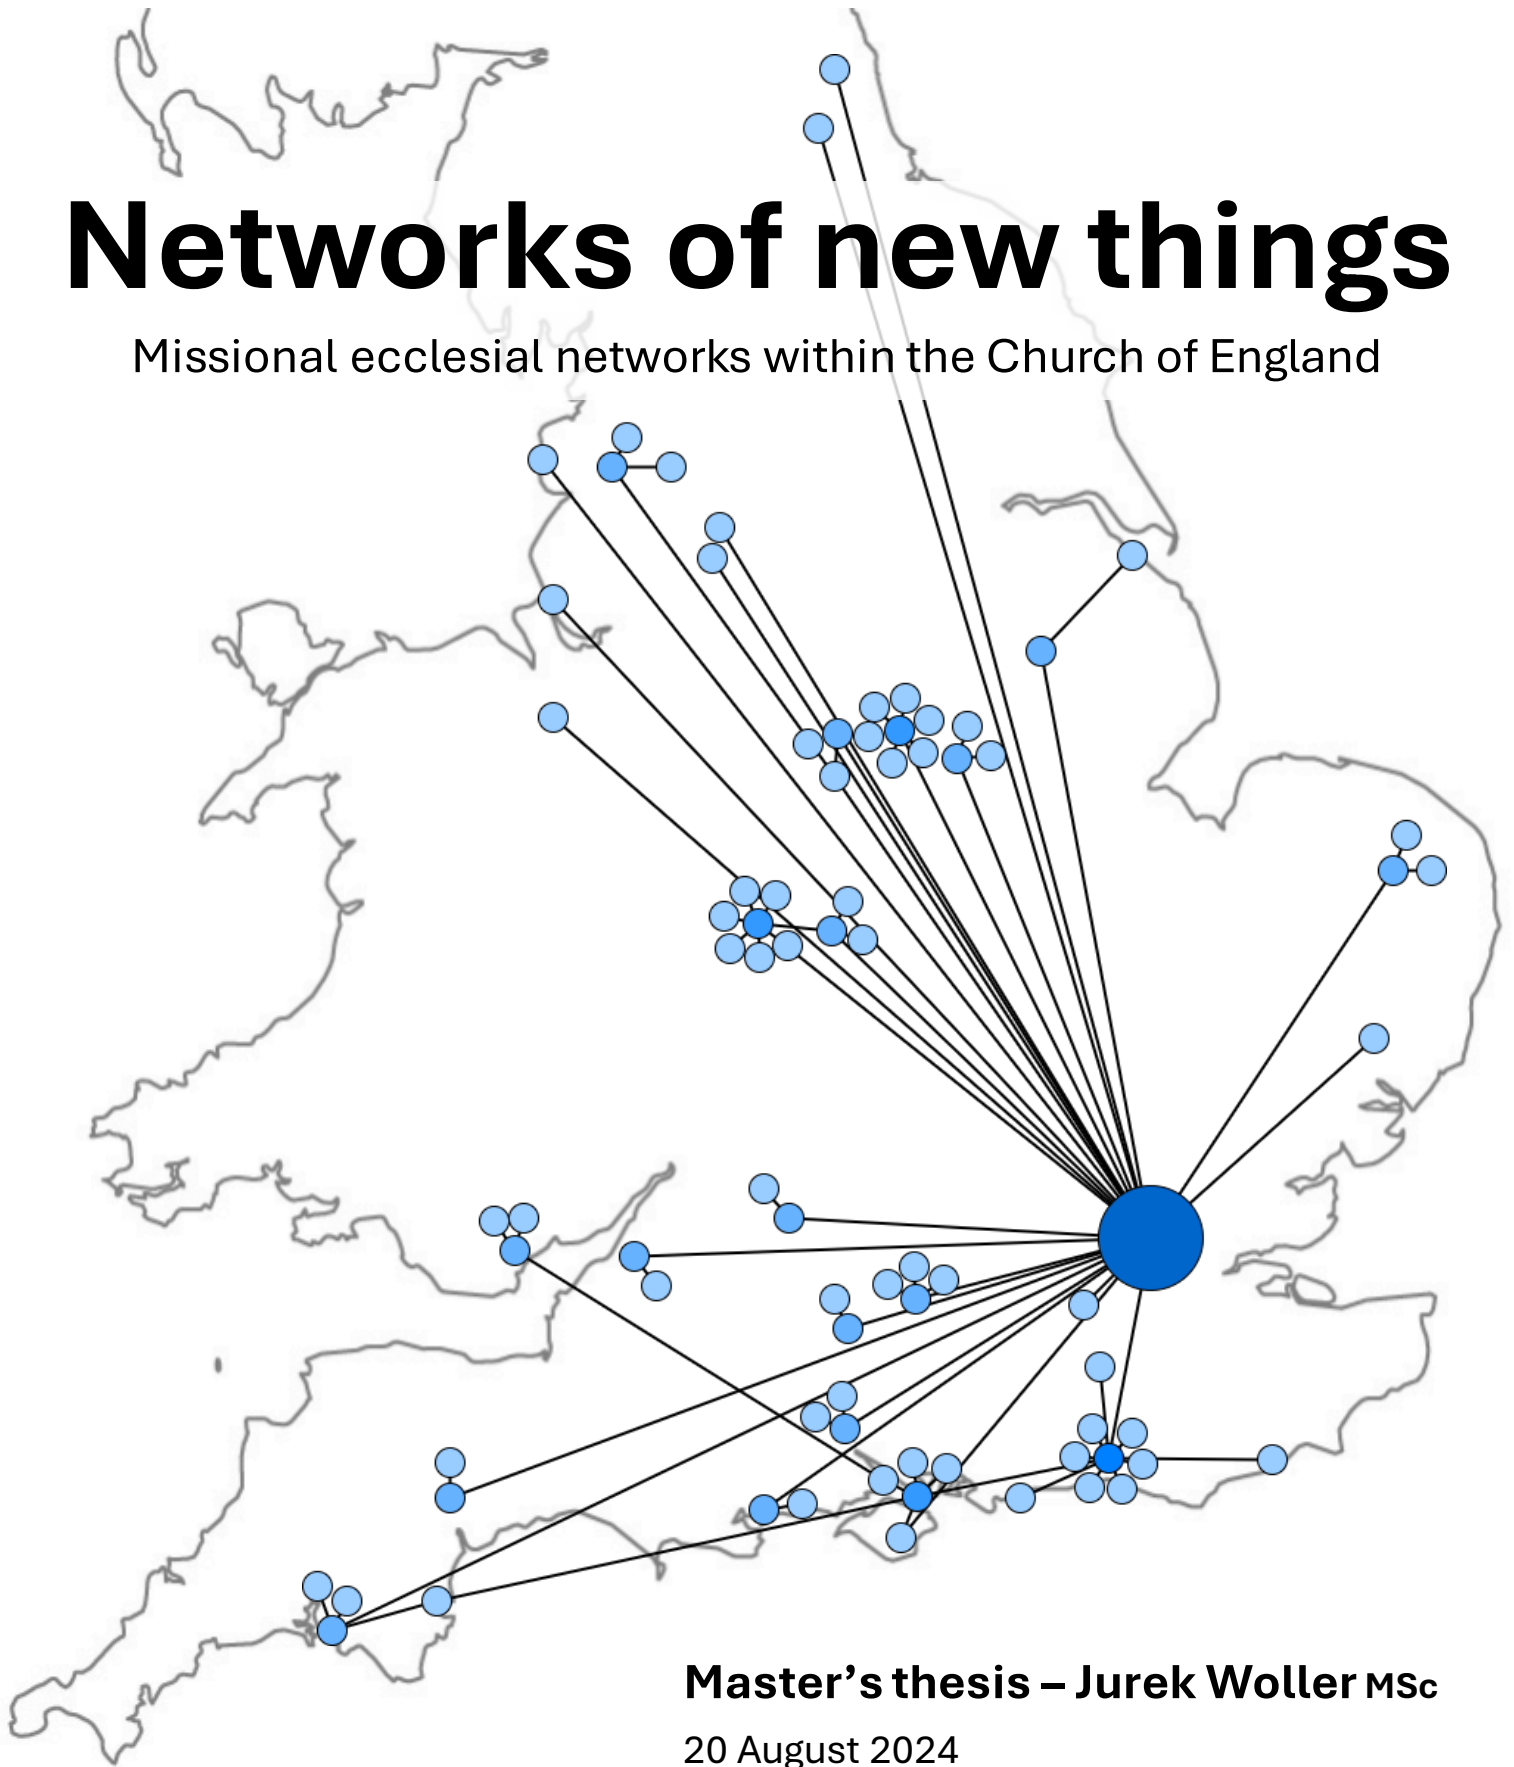 Networks of new things
Missional ecclesial networks within the Church of England
Master’s thesis – Jurek Woller MSc
20 August 2024